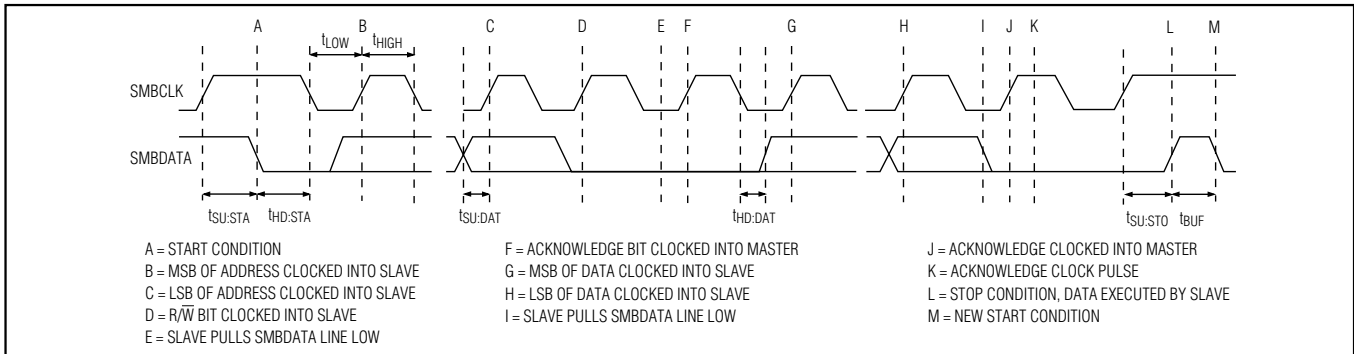 A B C D E F G H I J K L M
tLOW tHIGH
SMBCLK
SMBDATA
tSU:STA tHD:STA tSU:DAT tHD:DAT tSU:STO tBUF
A = START CONDITION
B = MSB OF ADDRESS CLOCKED INTO SLAVE
C = LSB OF ADDRESS CLOCKED INTO SLAVE
D = R/W̅ BIT CLOCKED INTO SLAVE
E = SLAVE PULLS SMBDATA LINE LOW
F = ACKNOWLEDGE BIT CLOCKED INTO MASTER
G = MSB OF DATA CLOCKED INTO SLAVE
H = LSB OF DATA CLOCKED INTO SLAVE
I = SLAVE PULLS SMBDATA LINE LOW
J = ACKNOWLEDGE CLOCKED INTO MASTER
K = ACKNOWLEDGE CLOCK PULSE
L = STOP CONDITION, DATA EXECUTED BY SLAVE
M = NEW START CONDITION